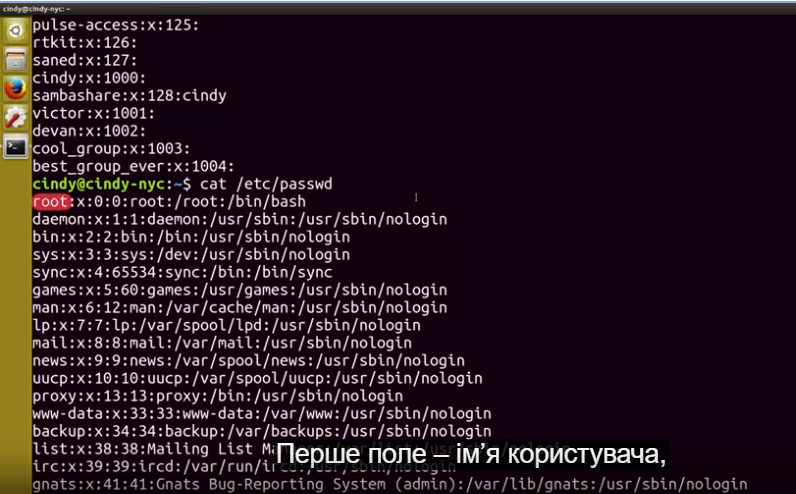 cindy@cindy-nyc: ~
pulse-access:x:125:
rtkit:x:126:
saned:x:127:
cindy:x:1000:
sambashare:x:128:cindy
victor:x:1001:
devan:x:1002:
cool_group:x:1003:
best_group_ever:x:1004:
cindy@cindy-nyc:~$ cat /etc/passwd
root:x:0:0:root:/root:/bin/bash
daemon:x:1:1:daemon:/usr/sbin:/usr/sbin/nologin
bin:x:2:2:bin:/bin:/usr/sbin/nologin
sys:x:3:3:sys:/dev:/usr/sbin/nologin
sync:x:4:65534:sync:/bin:/bin/sync
games:x:5:60:games:/usr/games:/usr/sbin/nologin
man:x:6:12:man:/var/cache/man:/usr/sbin/nologin
lp:x:7:7:lp:/var/spool/lpd:/usr/sbin/nologin
mail:x:8:8:mail:/var/mail:/usr/sbin/nologin
news:x:9:9:news:/var/spool/news:/usr/sbin/nologin
uucp:x:10:10:uucp:/var/spool/uucp:/usr/sbin/nologin
proxy:x:13:13:proxy:/bin:/usr/sbin/nologin
www-data:x:33:33:www-data:/var/www:/usr/sbin/nologin
backup:x:34:34:backup:/var/backups:/usr/sbin/nologin
list:x:38:38:Mailing List
irc:x:39:39:ircd:/var/run/
Перше поле – ім’я користувача,
gnats:x:41:41:Gnats Bug-Reporting System (admin):/var/lib/gnats:/usr/sbin/nologin